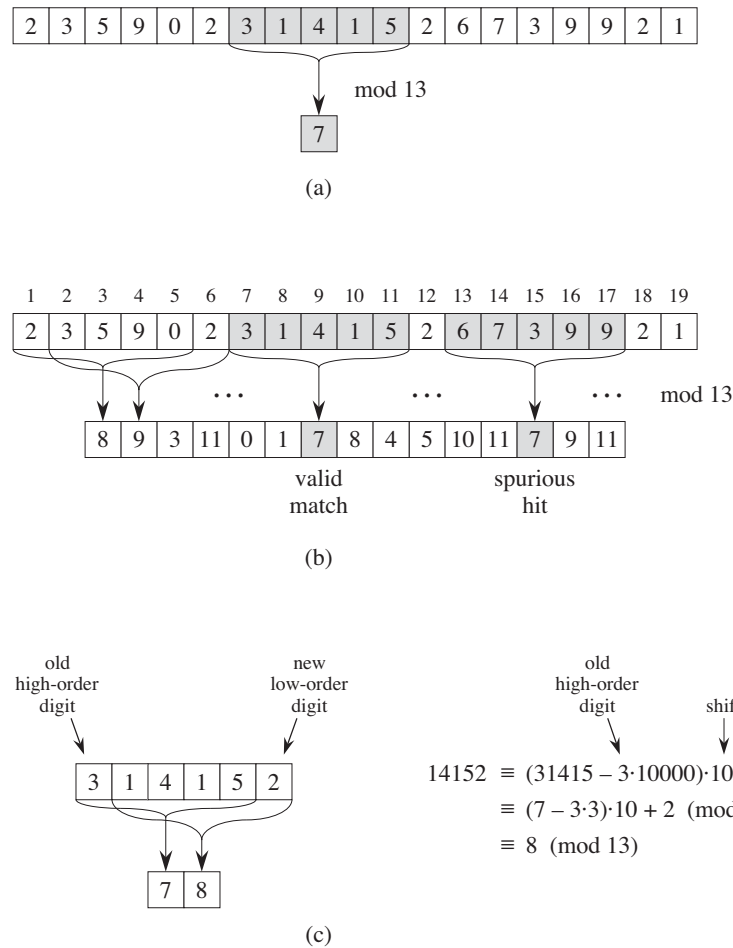 2 3 5 9 0 2 3 1 4 1 5 2 6 7 3 9 9 2 1
mod 13
7
(a)
1 2 3 4 5 6 7 8 9 10 11 12 13 14 15 16 17 18 19
2 3 5 9 0 2 3 1 4 1 5 2 6 7 3 9 9 2 1
… … … mod 13
8 9 3 11 0 1 7 8 4 5 10 11 7 9 11
valid
match
spurious
hit
(b)
old
high-order
digit
new
low-order
digit
3 1 4 1 5 2
7 8
old
high-order
digit
14152 ≡ (31415 – 3·10000)·10
≡ (7 – 3·3)·10 + 2 (mod
≡ 8 (mod 13)
(c)